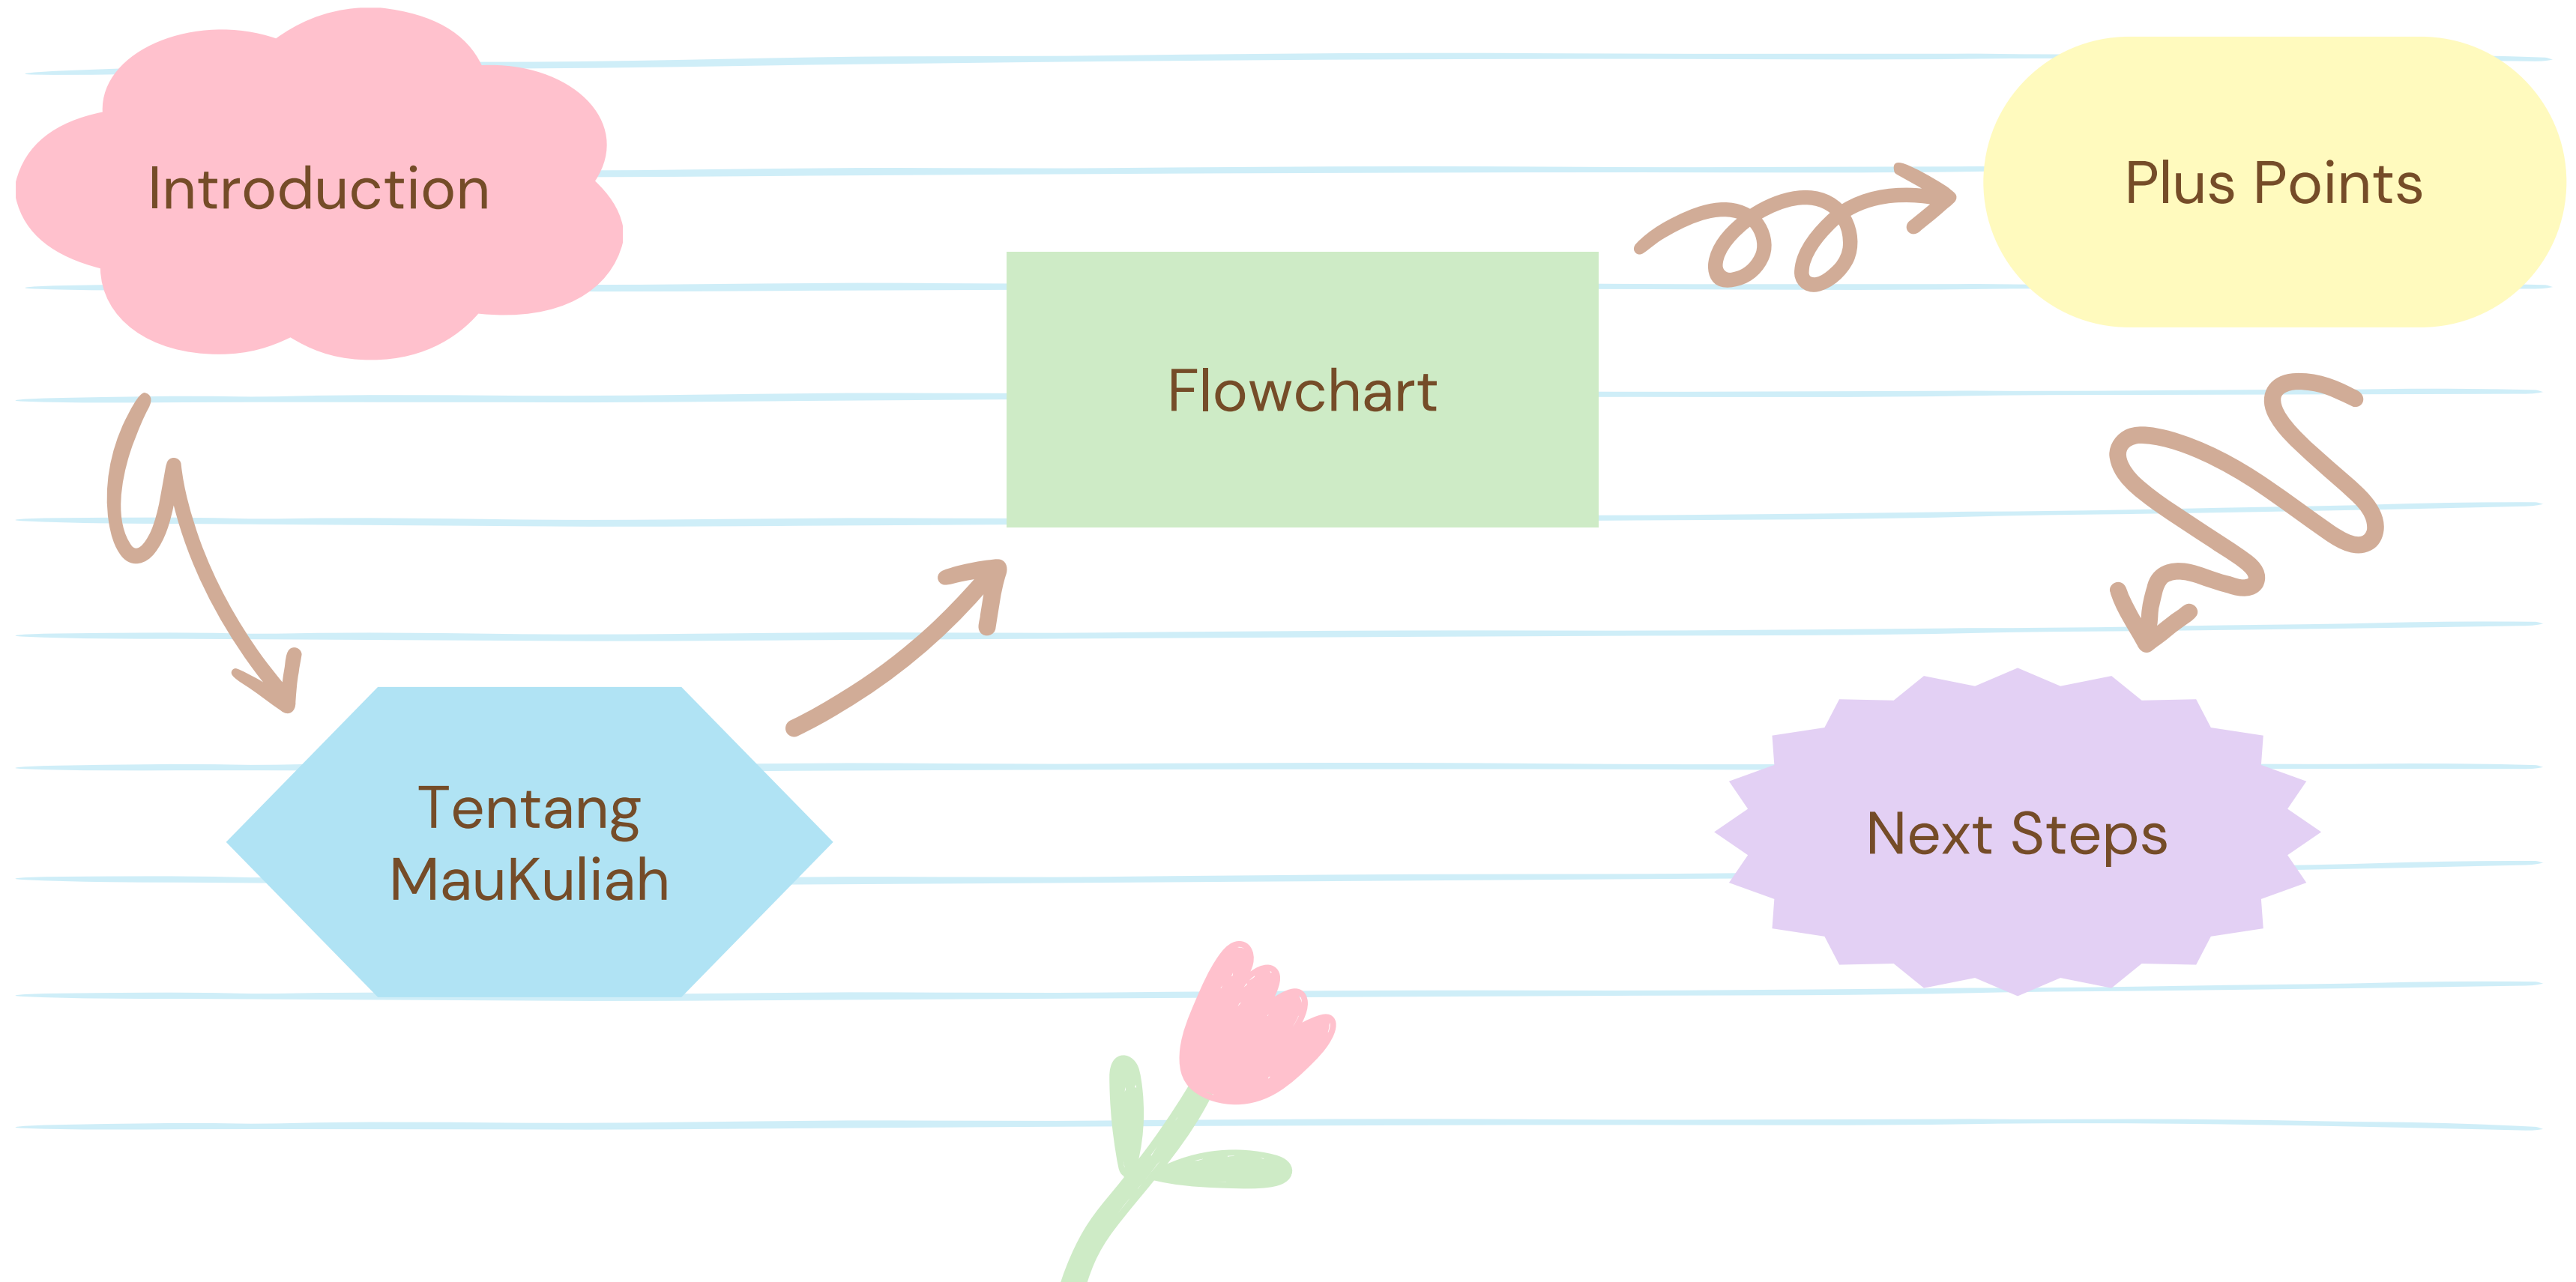 Introduction
Tentang
MauKuliah
Flowchart
Plus Points
Next Steps